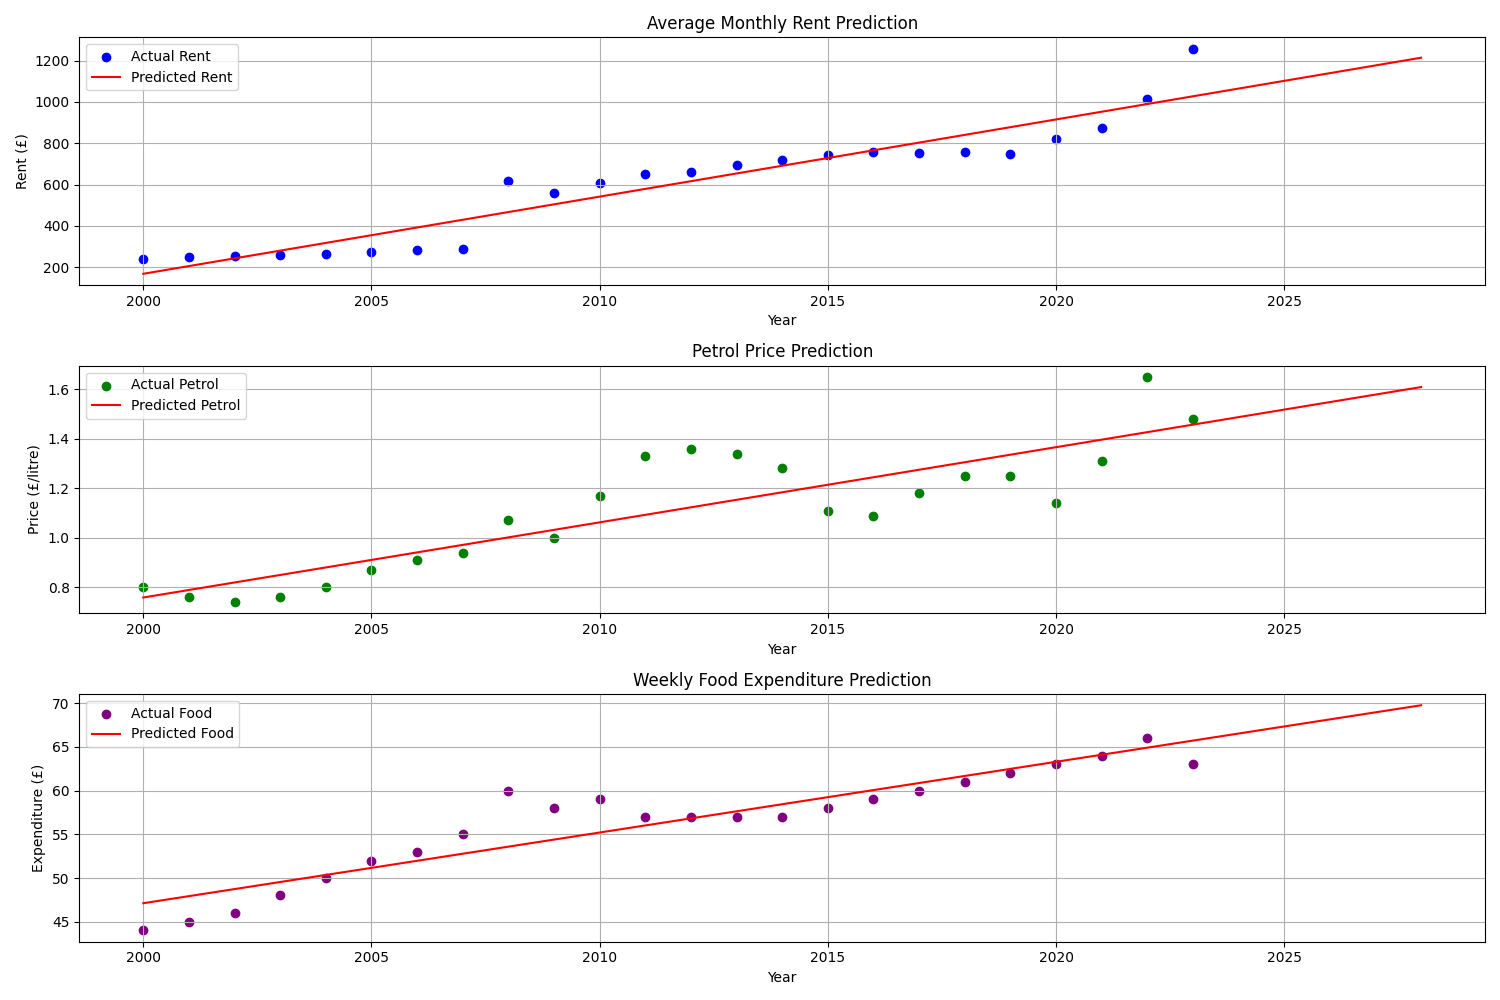 Average Monthly Rent Prediction
Actual Rent
Predicted Rent
1200
1000
800
600
400
200
Rent (£)
2000 2005 2010 2015 2020 2025
Year
Petrol Price Prediction
Actual Petrol
Predicted Petrol
1.6
1.4
1.2
1.0
0.8
Price (£/litre)
2000 2005 2010 2015 2020 2025
Year
Weekly Food Expenditure Prediction
Actual Food
Predicted Food
70
65
60
55
50
45
Expenditure (£)
2000 2005 2010 2015 2020 2025
Year